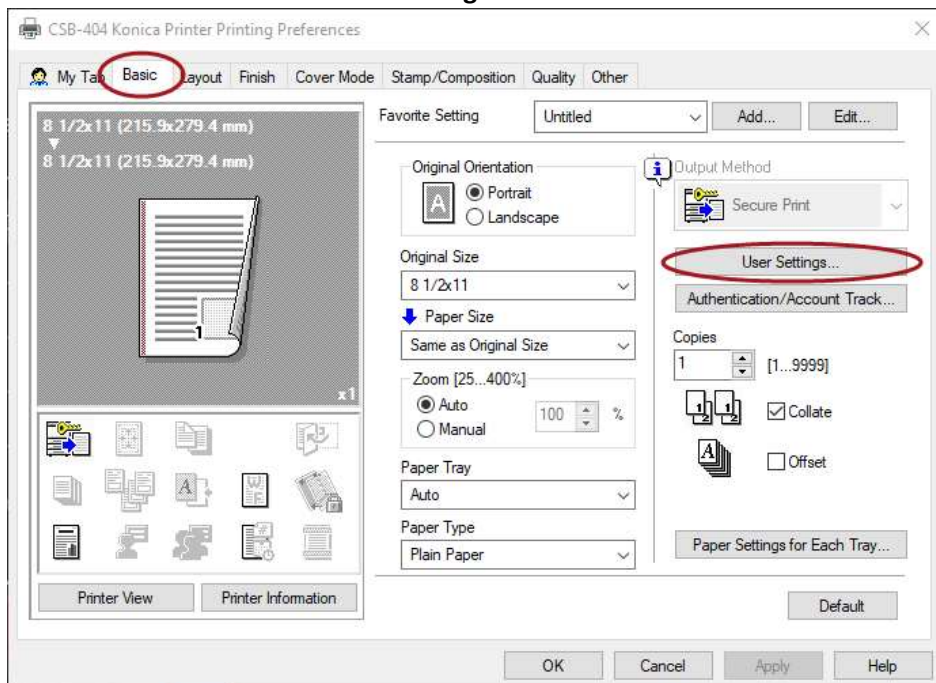 CSB-404 Konica Printer Printing Preferences
My Tab Basic Layout Finish Cover Mode Stamp/Composition Quality Other
8 1/2x11 (215.9x279.4 mm)
8 1/2x11 (215.9x279.4 mm)
1
x1
Printer View Printer Information
Favorite Setting Untitled Add... Edit...
Original Orientation
A
Portrait
Landscape
Original Size
8 1/2x11
Paper Size
Same as Original Size
Zoom [25...400%]
Auto
Manual
100 %
Paper Tray
Auto
Paper Type
Plain Paper
Output Method
Secure Print
User Settings...
Authentication/Account Track...
Copies
1 [1...9999]
Collate
Offset
Paper Settings for Each Tray...
Default
OK Cancel Apply Help